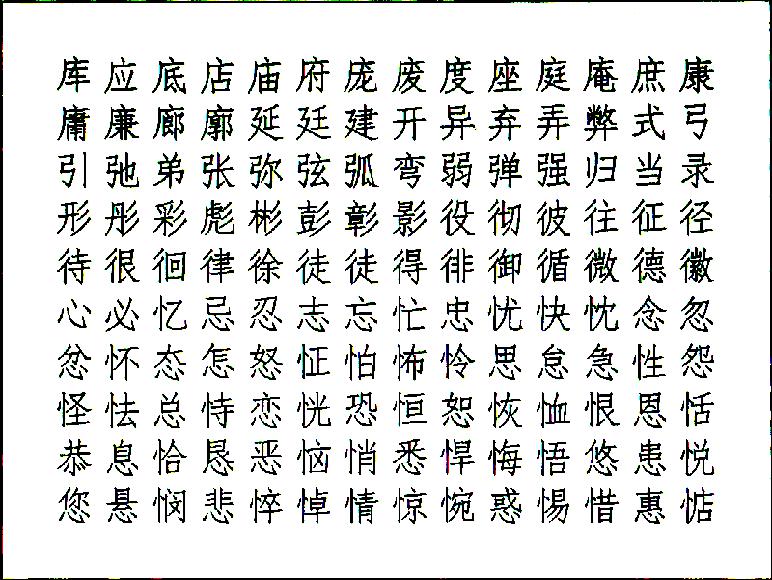 库应底店庙府庞废度座庭庵庶康
庸廉廊廓延廷建开异弃弄弊式弓
引弛弟张弥弦弧弯弱弹强归当录
形彤彩彪彬彭彰影役彻彼往征径
待很徊律徐徒徒得徘御循微德徽
心必忆忌忍志忘忙忠忧快忱念忽
忿怀态怎怒怔怕怖怜思怠急性怨
怪怯总恃恋恍恐恒恕恢恤恨恩恬
恭息恰恳恶恼悄悉悍悔悟悠患悦
您悬悯悲悴悼情惊惋惑惕惜惠惦